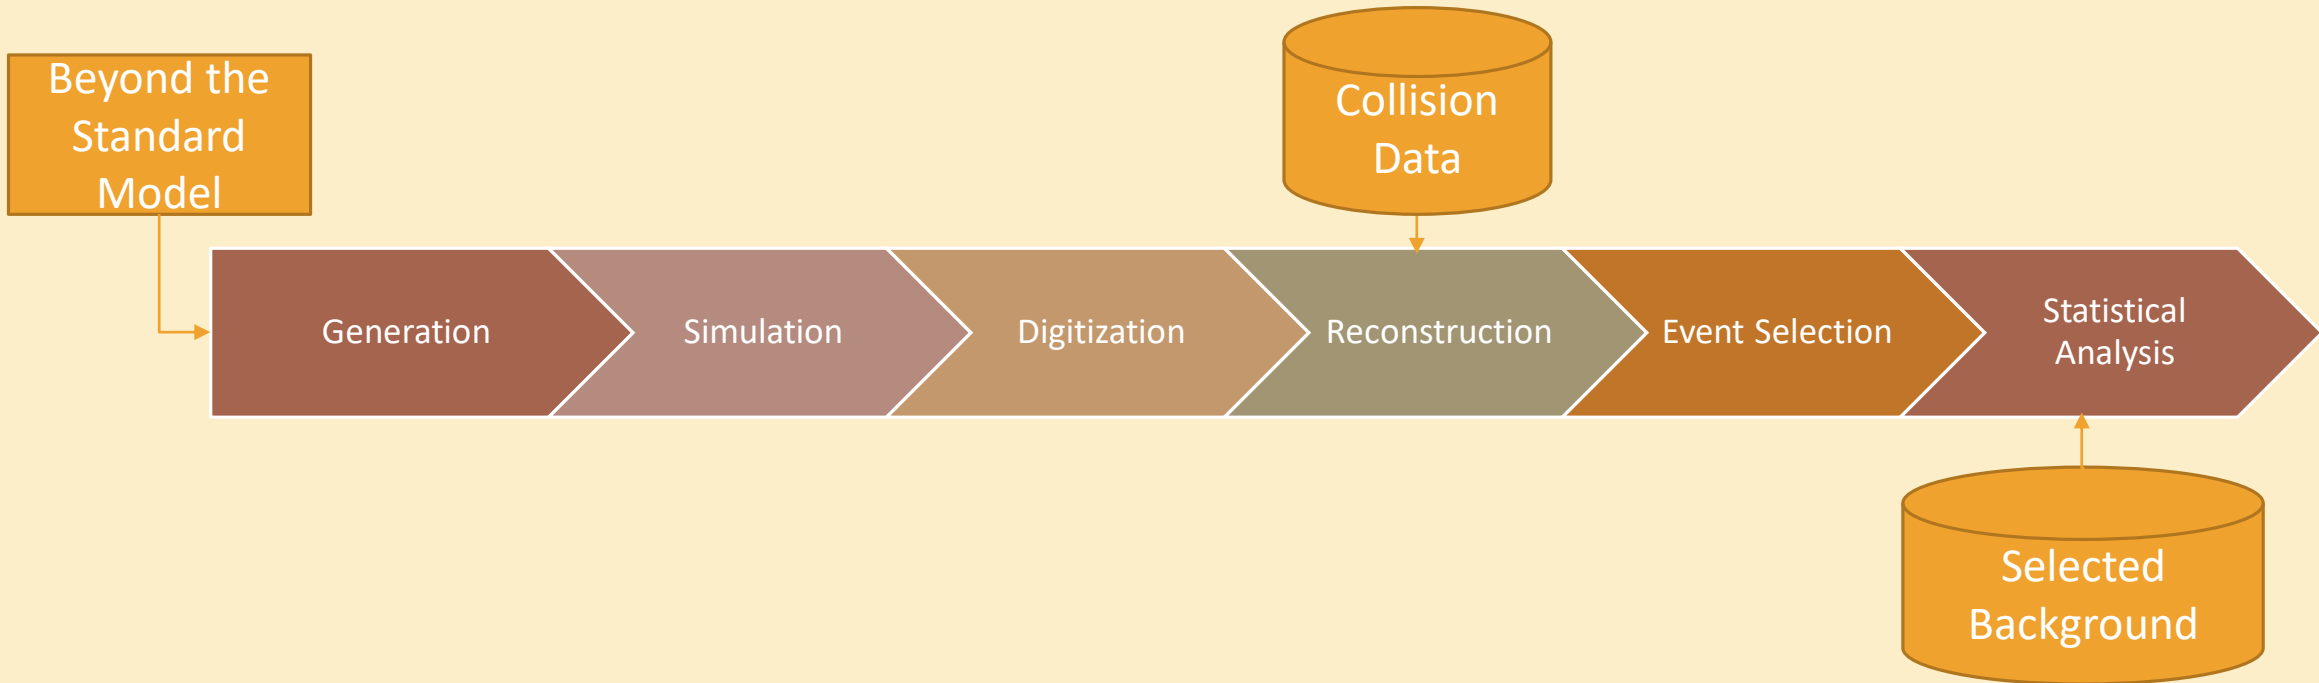 Beyond the
Standard
Model
Collision
Data
Generation
Simulation
Digitization
Reconstruction
Event Selection
Statistical
Analysis
Selected
Background